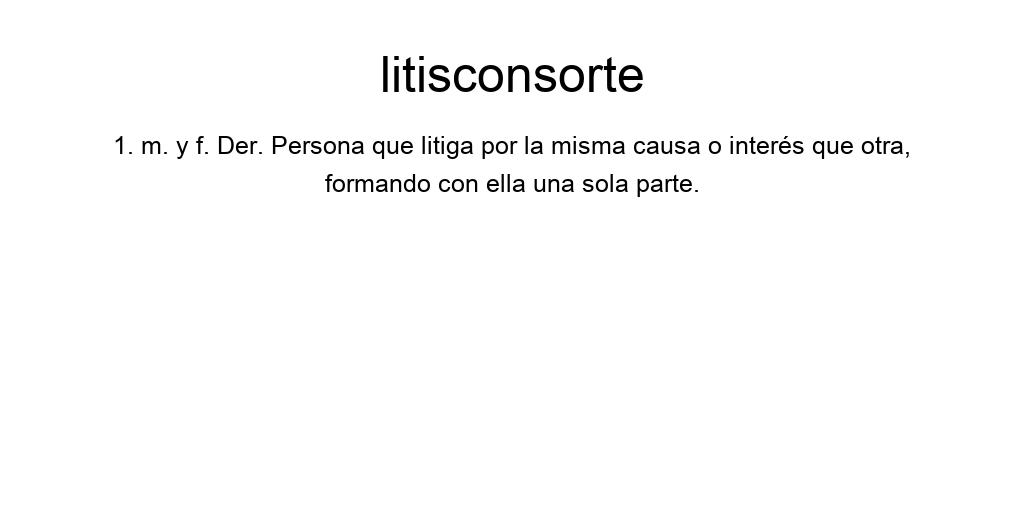 litisconsorte
1. m. y f. Der. Persona que litiga por la misma causa o interés que otra,
formando con ella una sola parte.